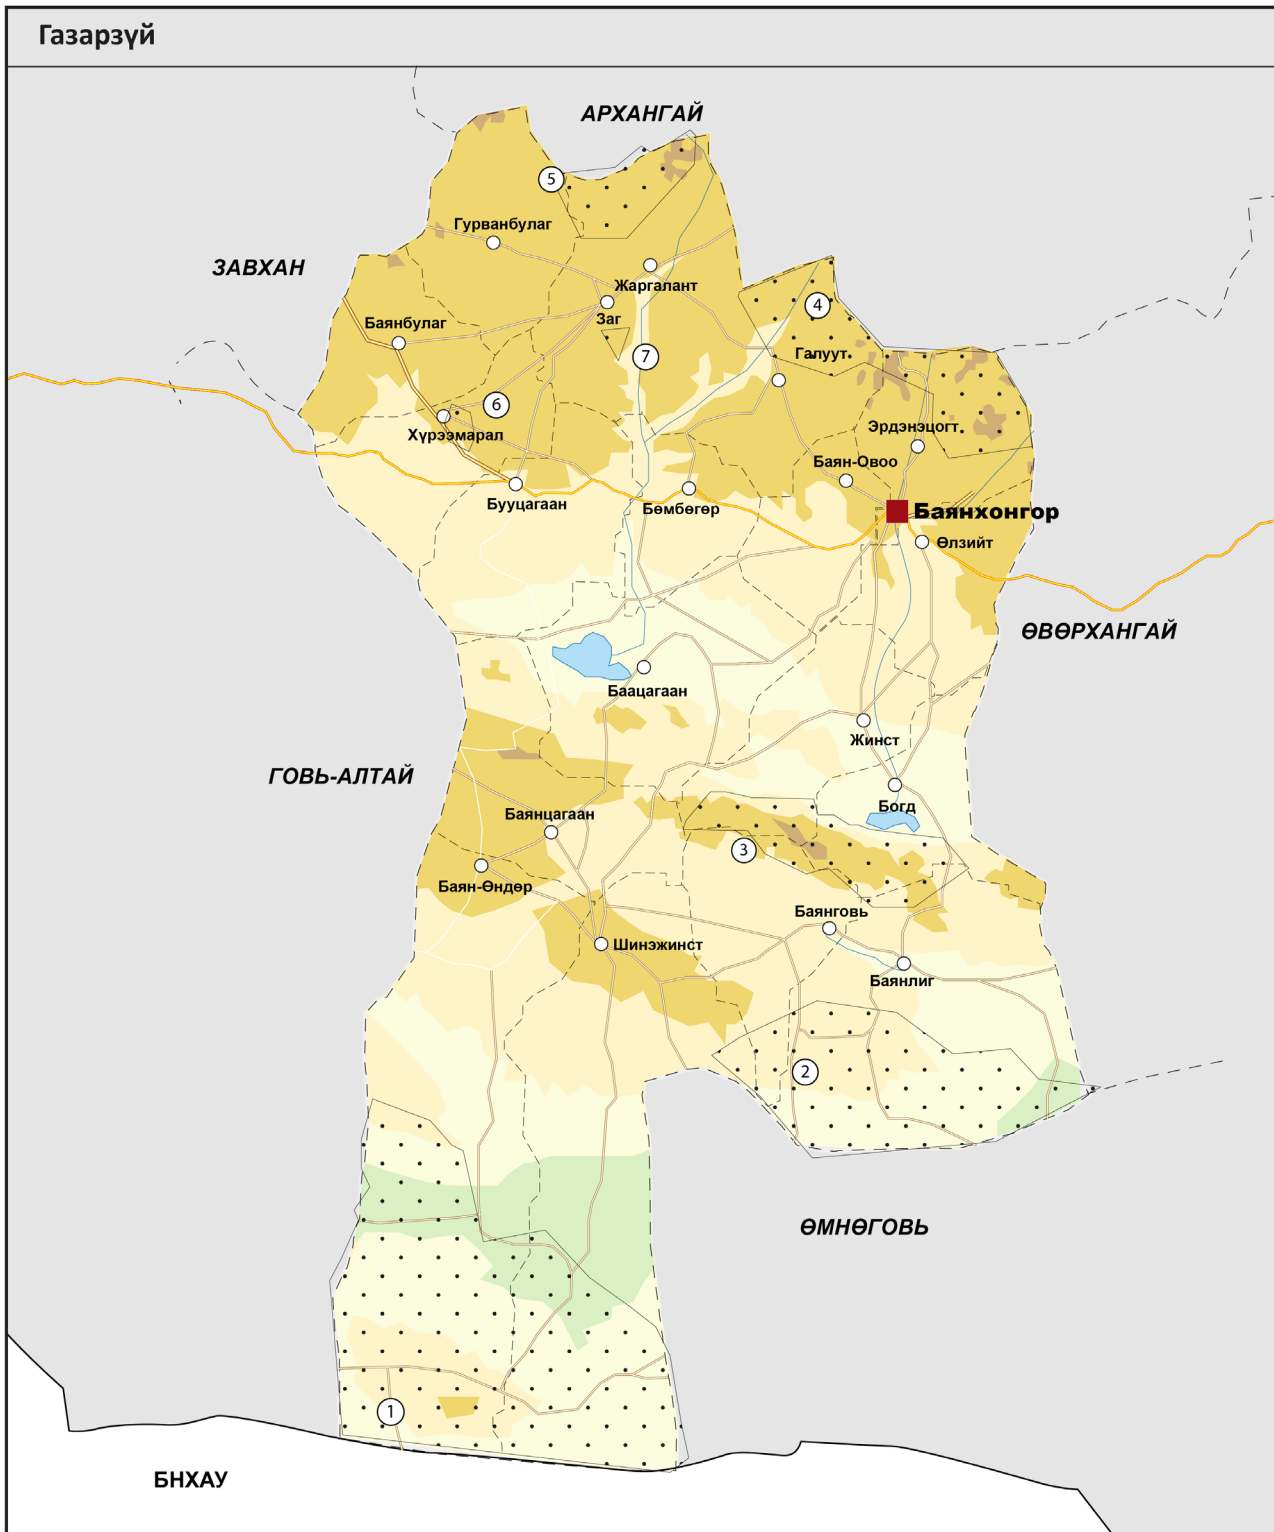 Газарзүй
АРХАНГАЙ
5
Гурванбулаг
ЗАВХАН
Жаргалант
4
Заг
Баянбулаг
7
Галуут
6
Эрдэнэцогт
Хүрээмарал
Баян-Овоо
Бууцагаан
Бөмбөгөр
Баянхонгор
Өлзийт
ӨВӨРХАНГАЙ
Баацагаан
Жинст
ГОВЬ-АЛТАЙ
Богд
Баянцагаан
3
Баян-Өндөр
Баянговь
Шинэжинст
Баянлиг
2
ӨМНӨГОВЬ
1
БНХАУ